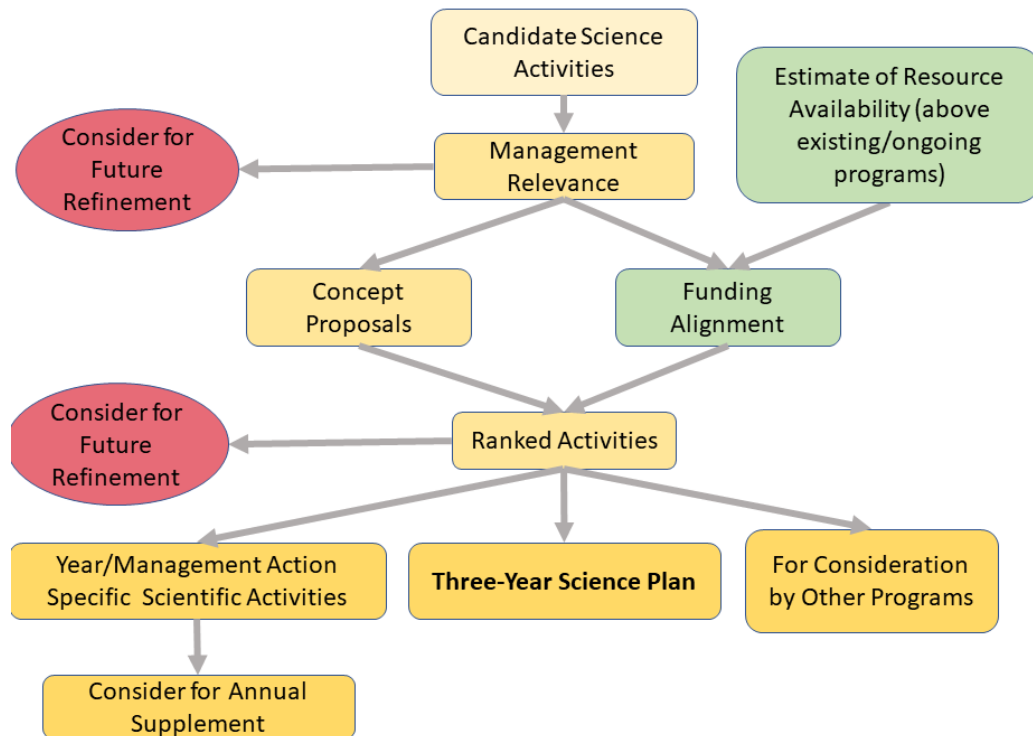 Candidate Science
Activities
Estimate of Resource
Availability (above
existing/ongoing
programs)
Consider for
Future
Refinement
Management
Relevance
Concept
Proposals
Funding
Alignment
Consider for
Future
Refinement
Ranked Activities
Year/Management Action
Specific Scientific Activities
Three-Year Science Plan
For Consideration
by Other Programs
Consider for Annual
Supplement